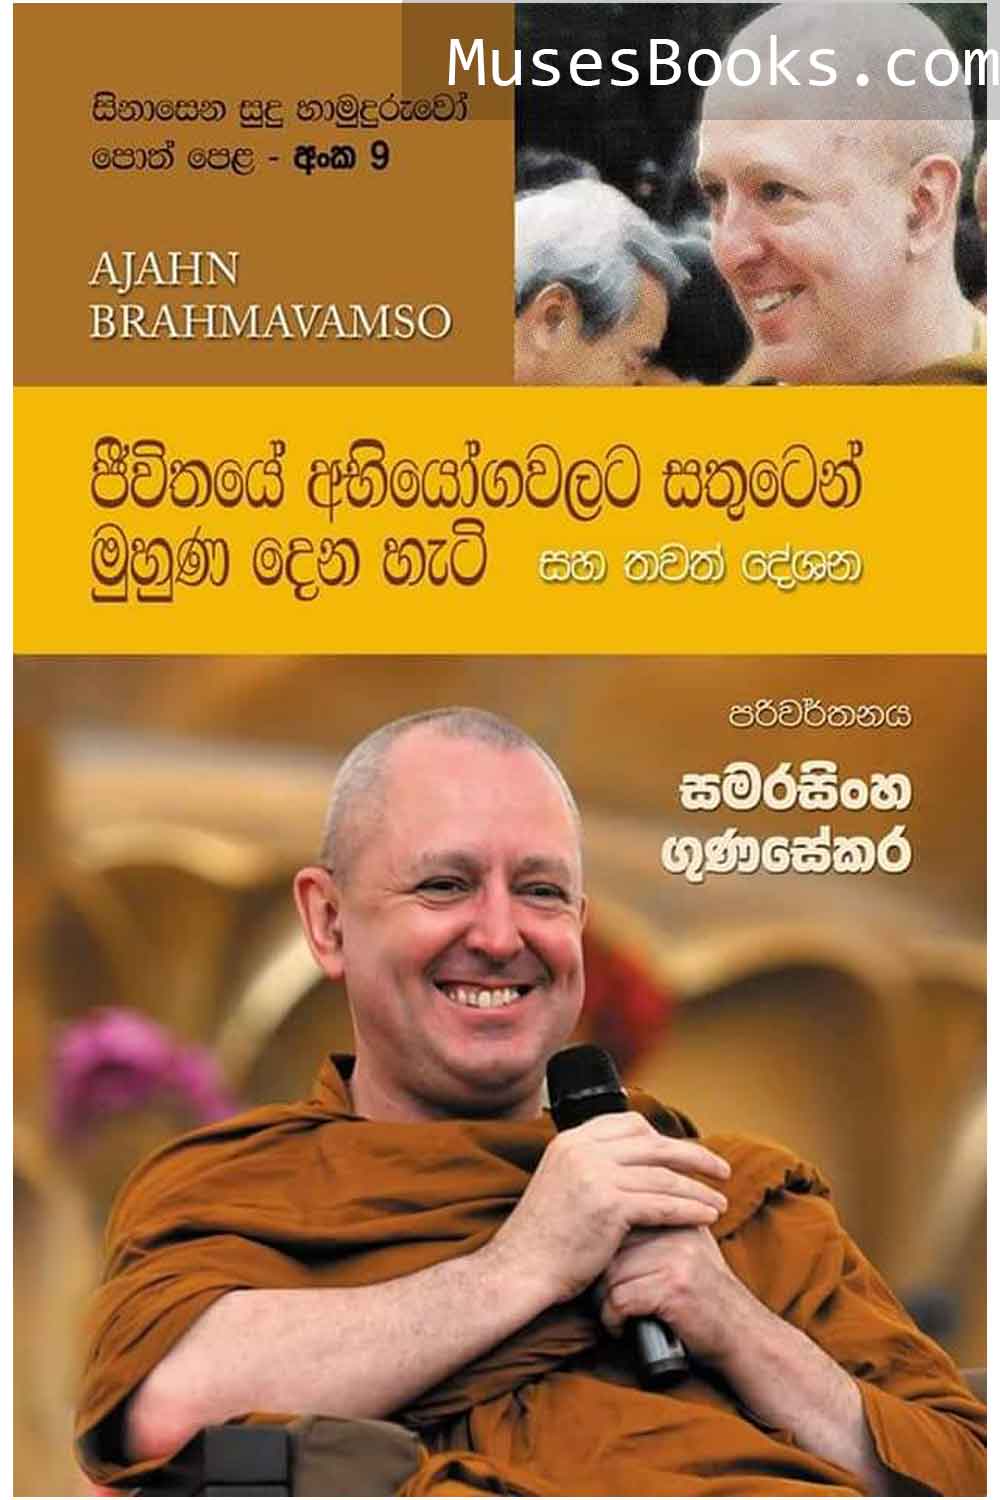 MusesBooks.com
සිනාසෙන සුදු හාමුදුරුවෝ
පොත් පෙළ - අංක 9
AJAHN
BRAHMAVAMSO
ජීවිතයේ අභියෝගවලට සතුටෙන්
මුහුණ දෙන හැටි සහ තවත් දේශන
පරිවර්තනය
සමරසිංහ
ගුණසේකර